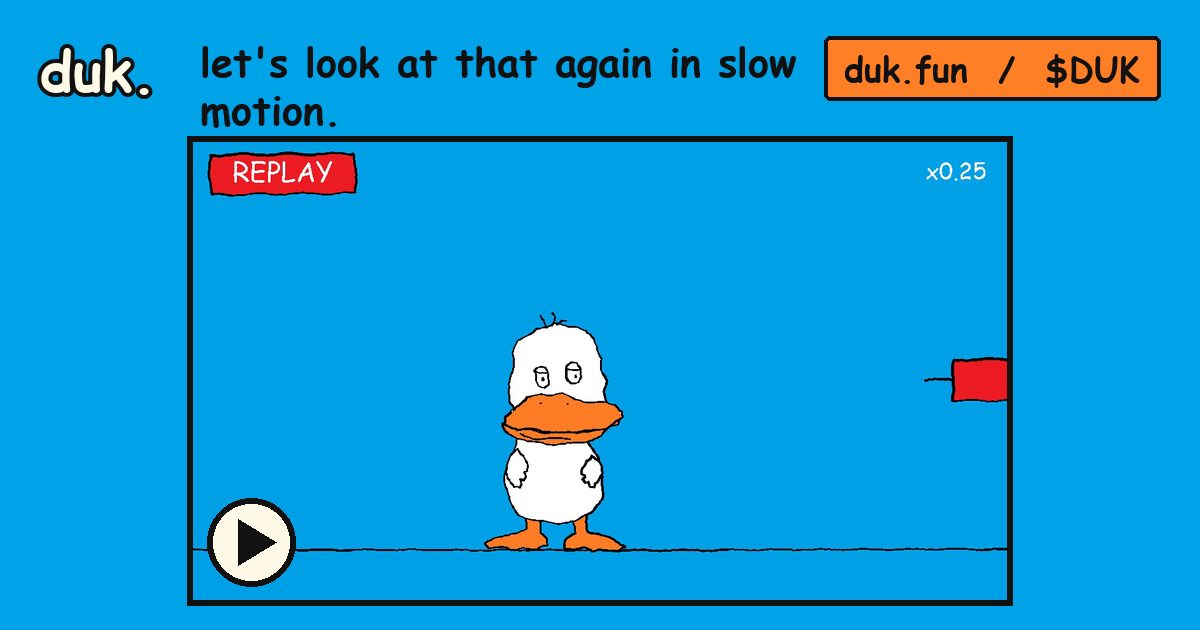 duk.
let's look at that again in slow
motion.
duk.fun / $DUK
REPLAY
x0.25